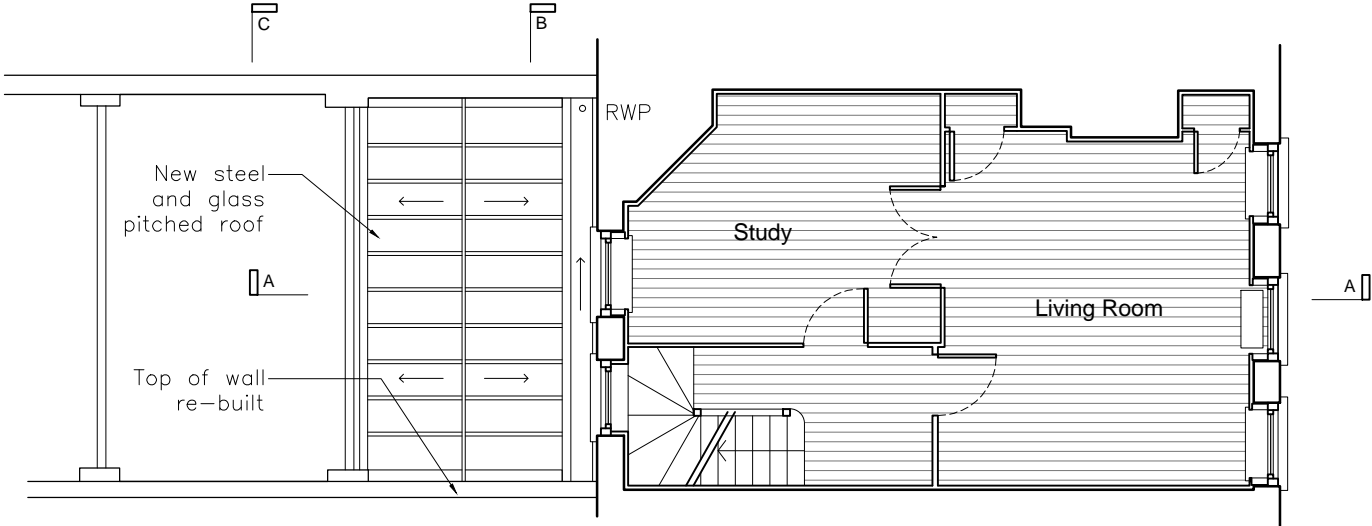 C
B
RWP
New steel
and glass
pitched roof
Study
A
A
Living Room
Top of wall
re-built